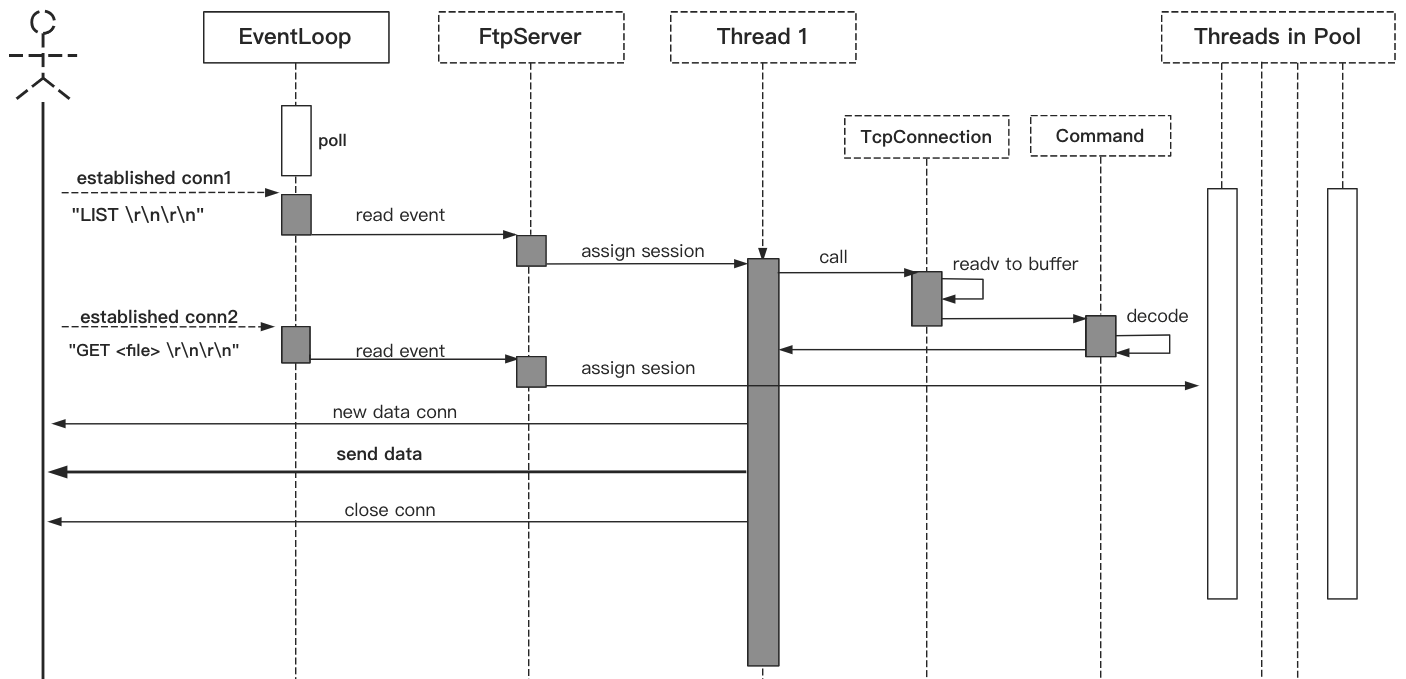 EventLoop
FtpServer
Thread 1
Threads in Pool
TcpConnection
Command
poll
established conn1
"LIST \r\n\r\n"
read event
assign session
call
readv to buffer
decode
established conn2
"GET <file> \r\n\r\n"
read event
assign sesion
new data conn
send data
close conn